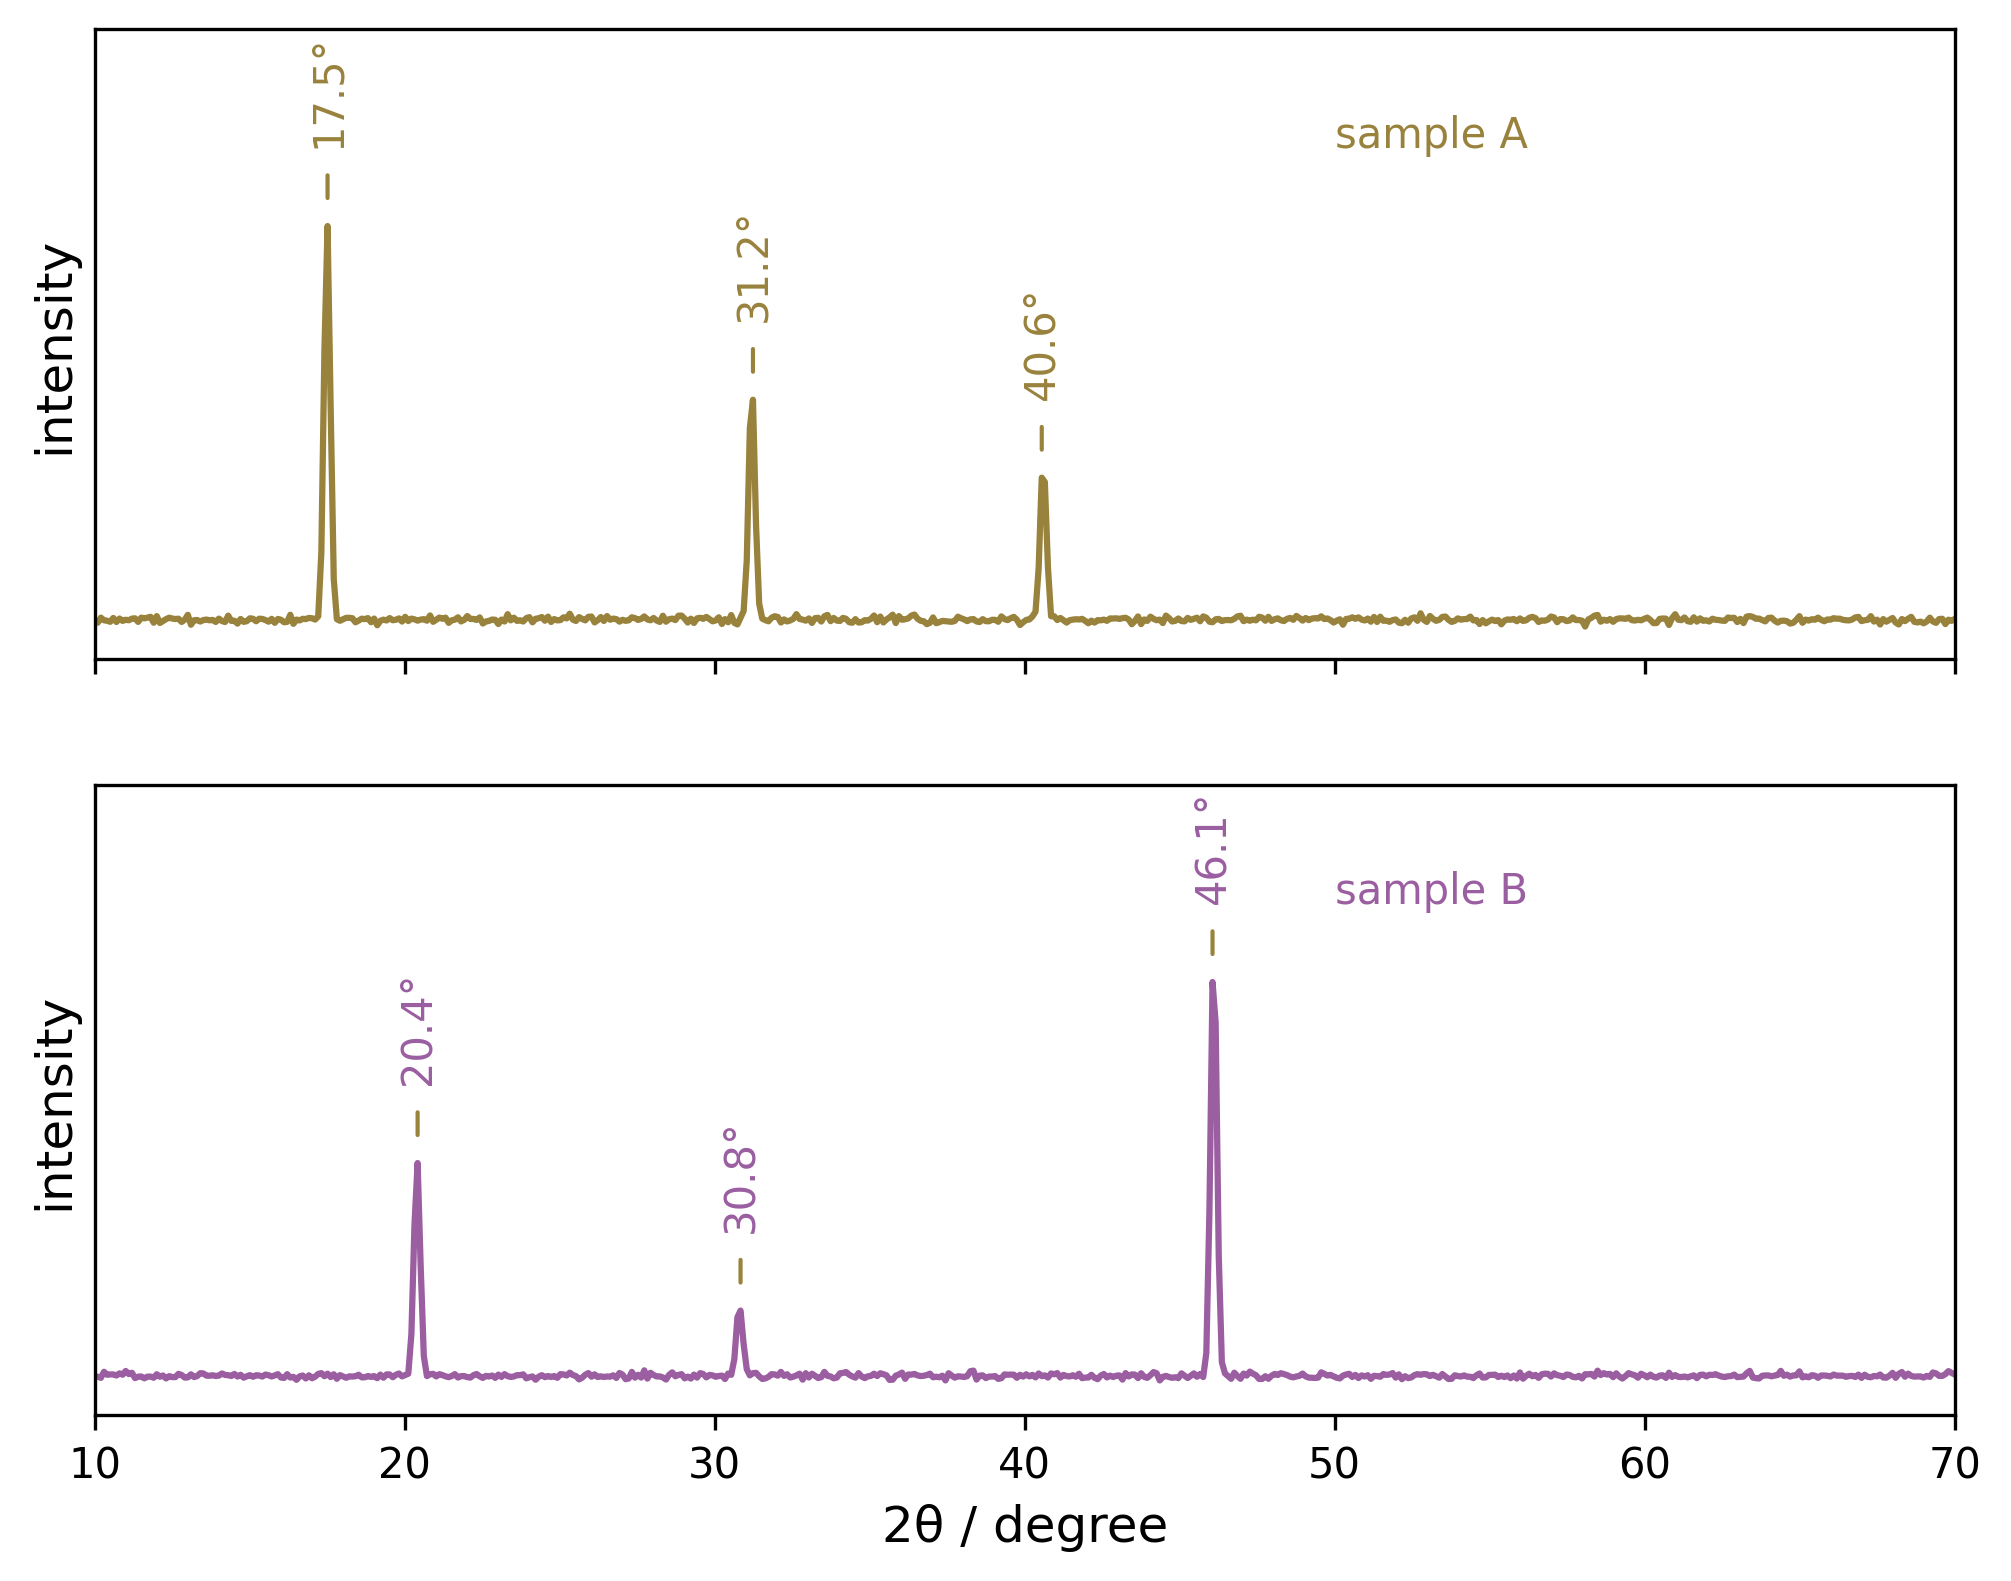 17.5°
sample A
31.2°
40.6°
intensity
46.1°
sample B
20.4°
30.8°
intensity
10 20 30 40 50 60 70
2θ / degree